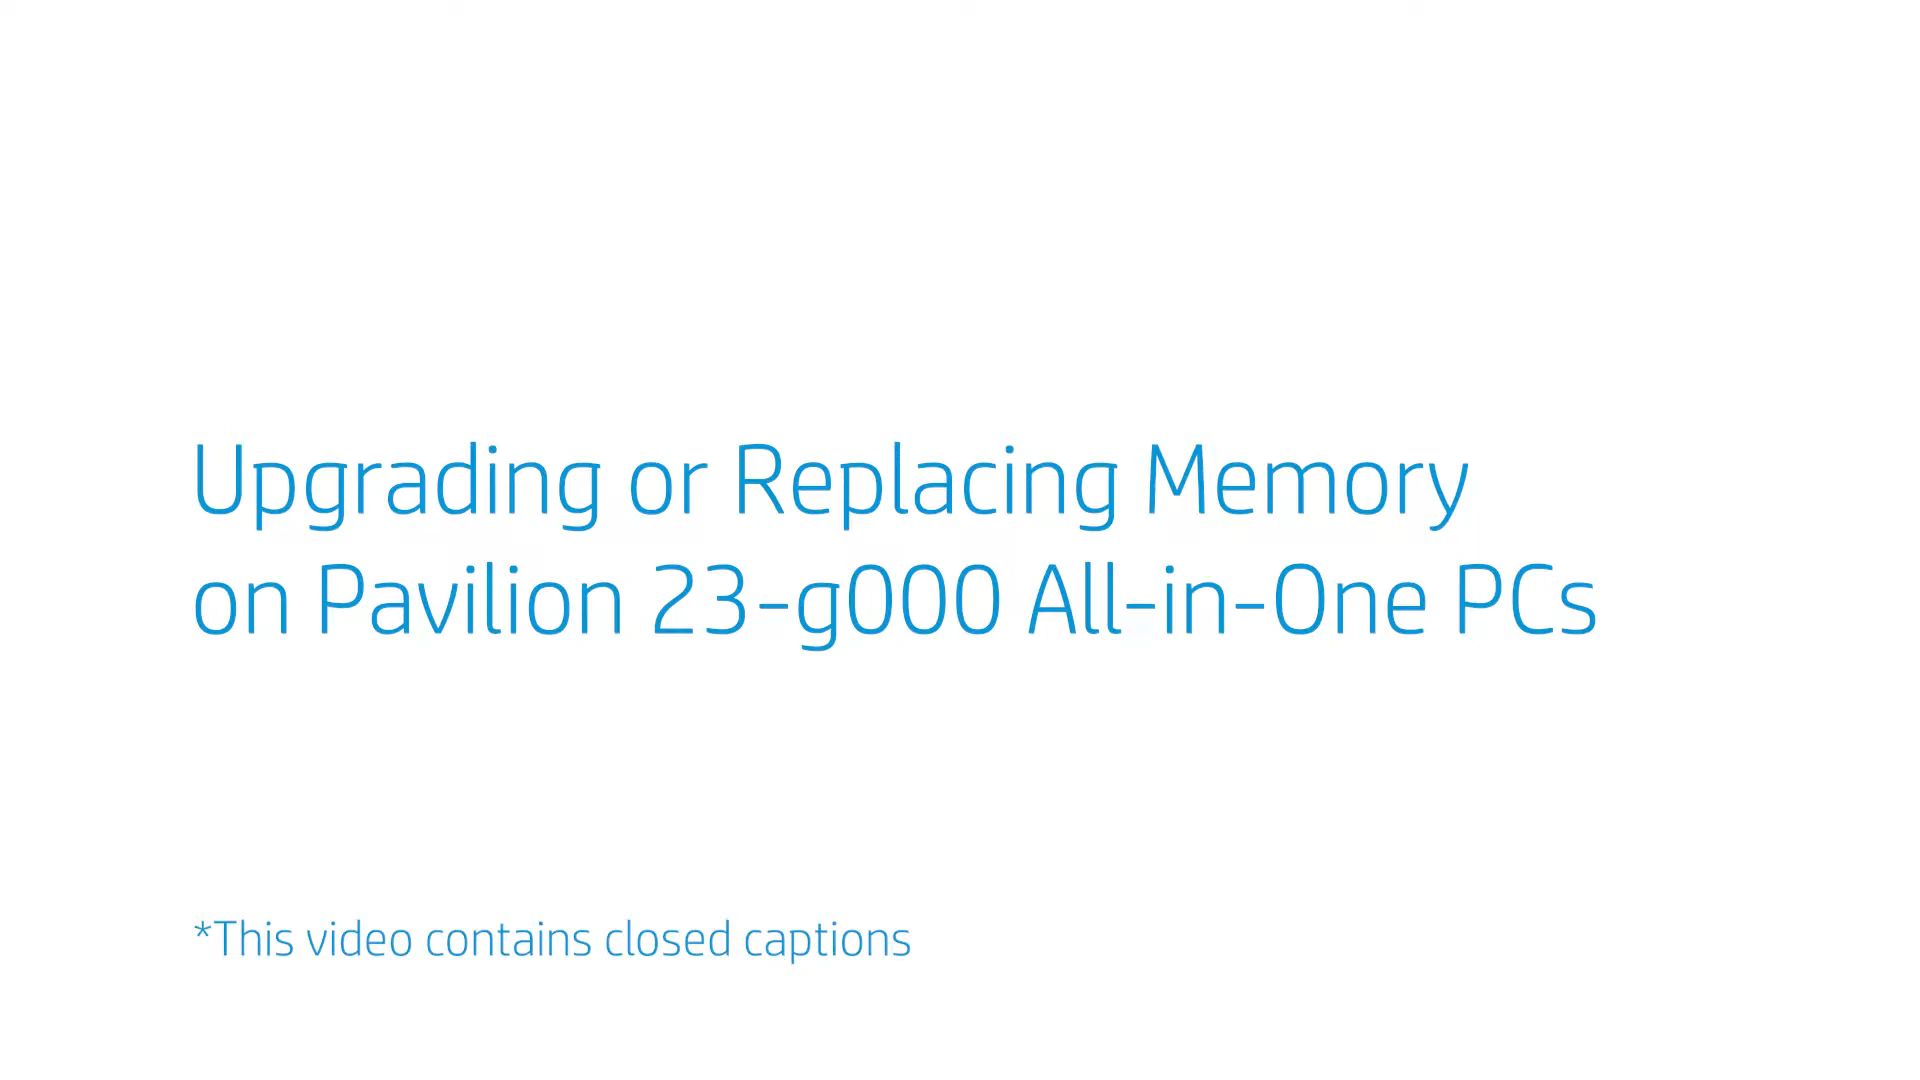 Upgrading or Replacing Memory
on Pavilion 23-g000 All-in-One PCs
*This video contains closed captions